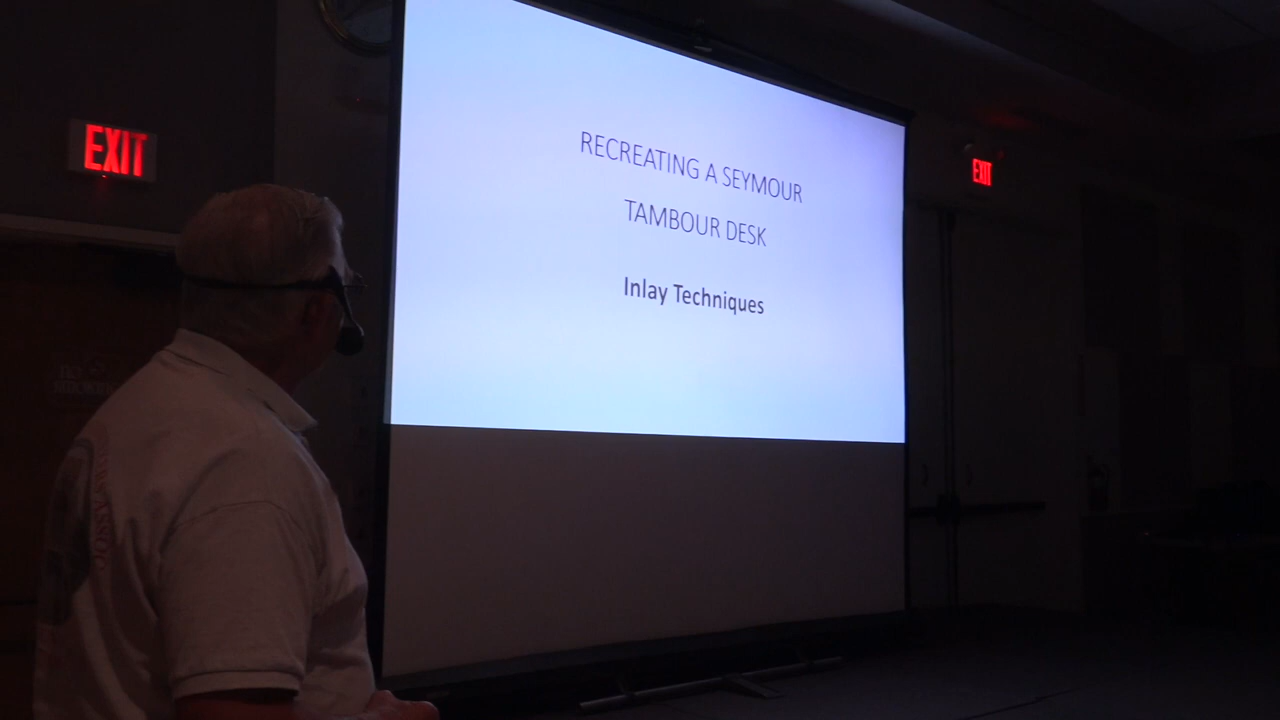 EXIT
RECREATING A SEYMOUR
TAMBOUR DESK
Inlay Techniques
EXIT